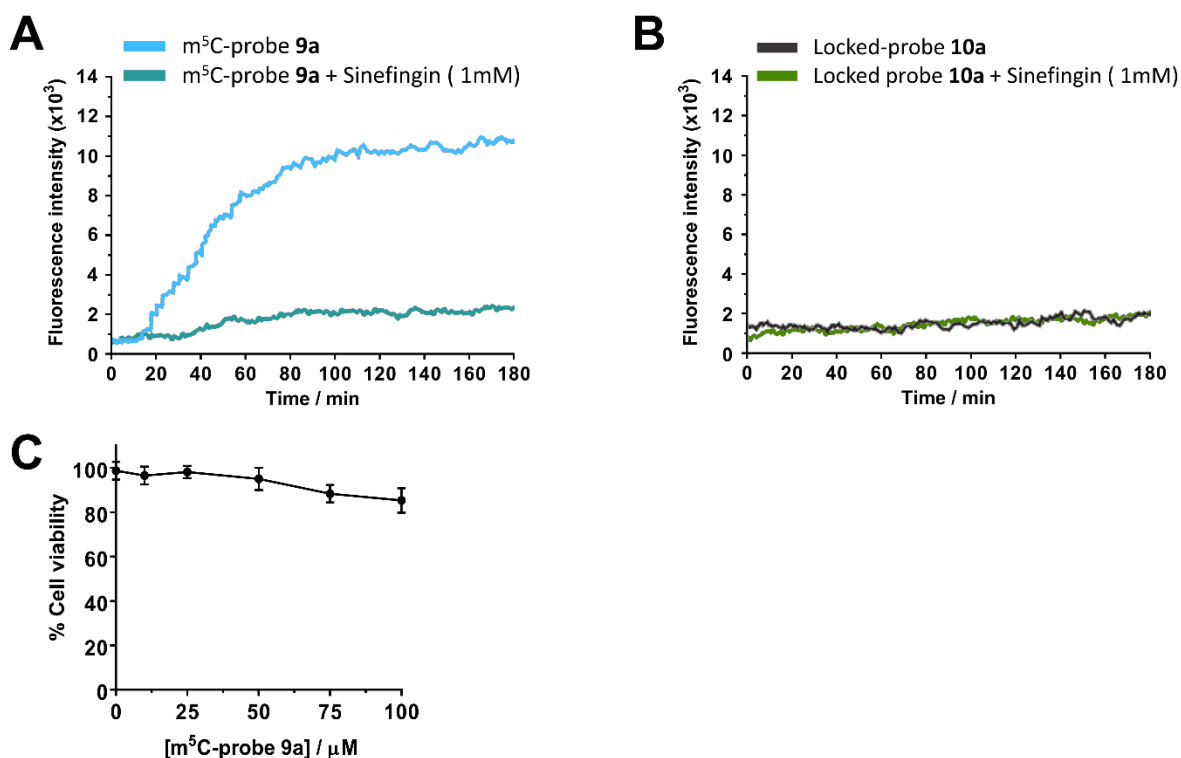 A
m⁵C-probe 9a
m⁵C-probe 9a + Sinefingin ( 1mM)
Fluorescence intensity (x10³)
14
12
10
8
6
4
2
0
0 20 40 60 80 100 120 140 160 180
Time / min
B
Locked-probe 10a
Locked probe 10a + Sinefingin ( 1mM)
Fluorescence intensity (x10³)
14
12
10
8
6
4
2
0
0 20 40 60 80 100 120 140 160 180
Time / min
C
% Cell viability
100
80
60
40
20
0
0 25 50 75 100
[m⁵C-probe 9a] / μM